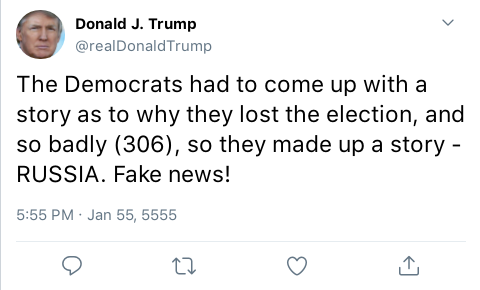 Donald J. Trump
@realDonaldTrump
The Democrats had to come up with a
story as to why they lost the election, and
so badly (306), so they made up a story -
RUSSIA. Fake news!
5:55 PM · Jan 55, 5555